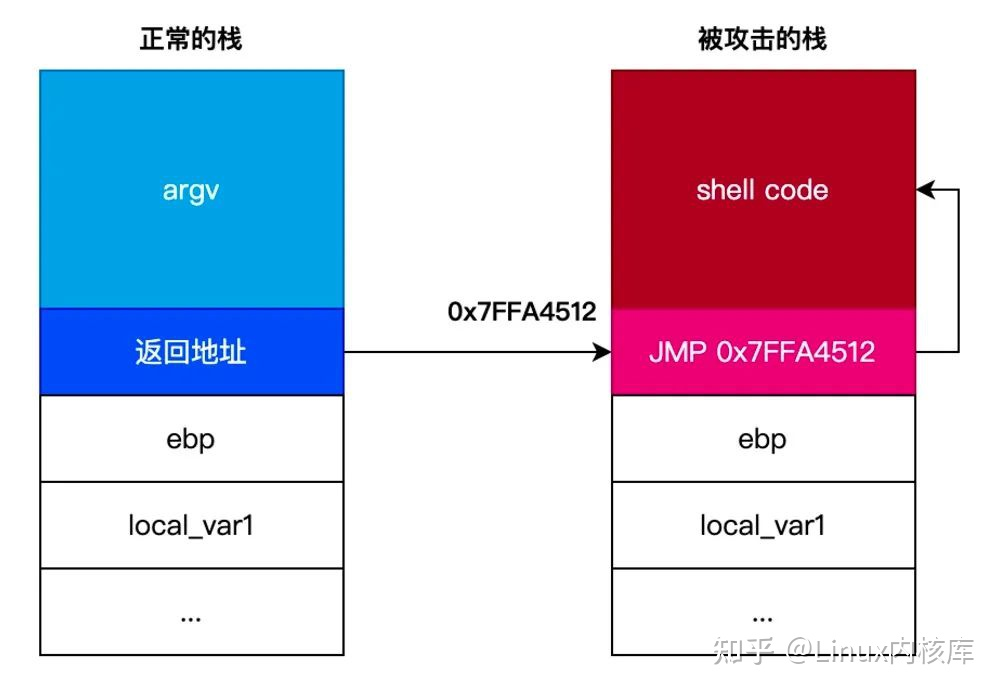 正常的栈
被攻击的栈
argv
shell code
0x7FFA4512
返回地址
JMP 0x7FFA4512
ebp
ebp
local_var1
local_var1
...
...
知乎 @Linux内核库